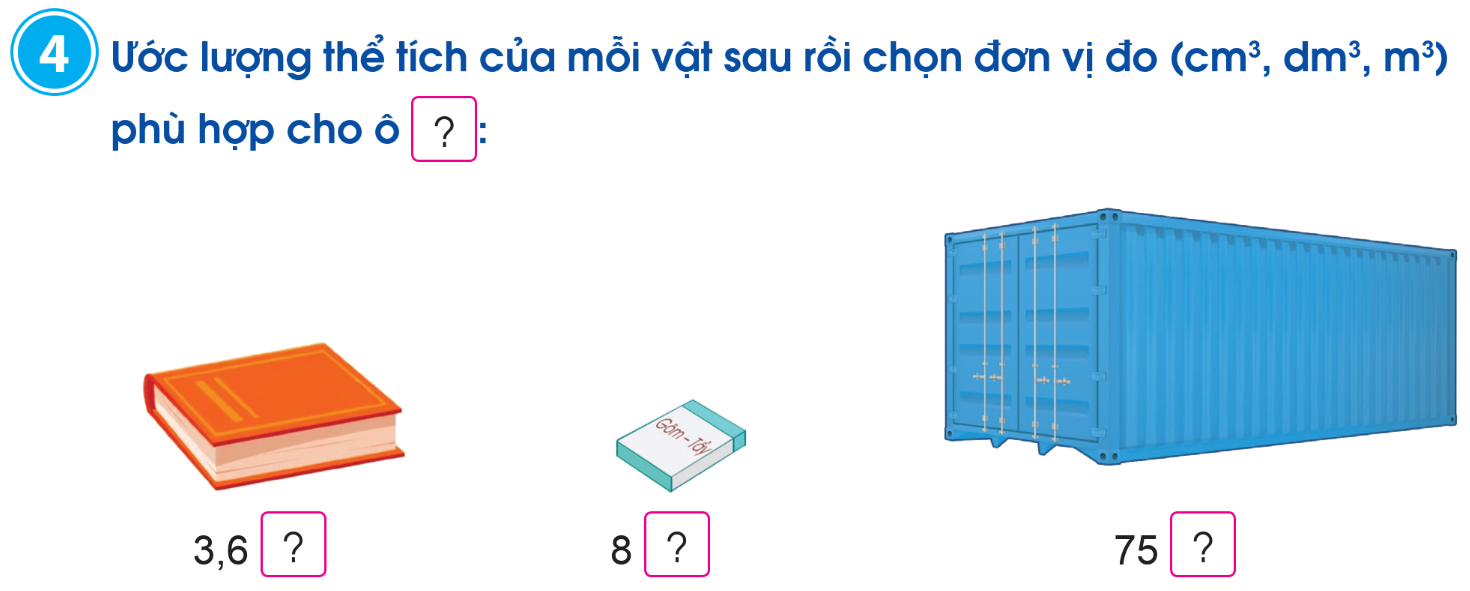 4 Ước lượng thể tích của mỗi vật sau rồi chọn đơn vị đo (cm³, dm³, m³)
phù hợp cho ô ? :
Gôm - Tẩy
3,6 ? 8 ? 75 ?